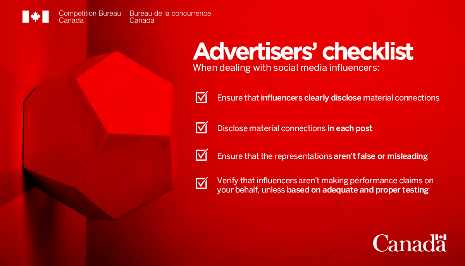 Competition Bureau Bureau de la concurrence
Canada Canada
Advertisers’ checklist
When dealing with social media influencers:
Ensure that influencers clearly disclose material connections
Disclose material connections in each post
Ensure that the representations aren't false or misleading
Verify that influencers aren't making performance claims on
your behalf, unless based on adequate and proper testing
Canada